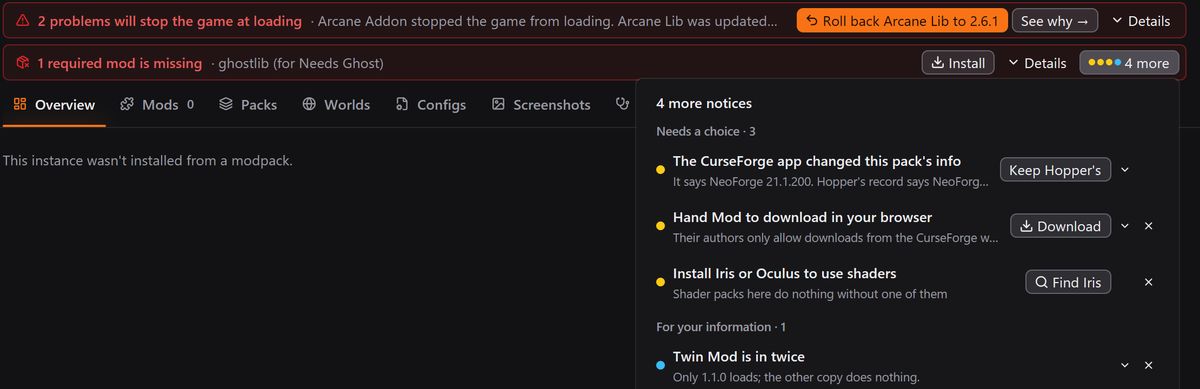 2 problems will stop the game at loading · Arcane Addon stopped the game from loading. Arcane Lib was updated... Roll back Arcane Lib to 2.6.1 See why → Details
1 required mod is missing · ghostlib (for Needs Ghost) Install Details 4 more
Overview Mods 0 Packs Worlds Configs Screenshots
This instance wasn't installed from a modpack.
4 more notices
Needs a choice · 3
The CurseForge app changed this pack's info
It says NeoForge 21.1.200. Hopper's record says NeoForg...
Keep Hopper's
Hand Mod to download in your browser
Their authors only allow downloads from the CurseForge w...
Download
Install Iris or Oculus to use shaders
Shader packs here do nothing without one of them
Find Iris
For your information · 1
Twin Mod is in twice
Only 1.1.0 loads; the other copy does nothing.